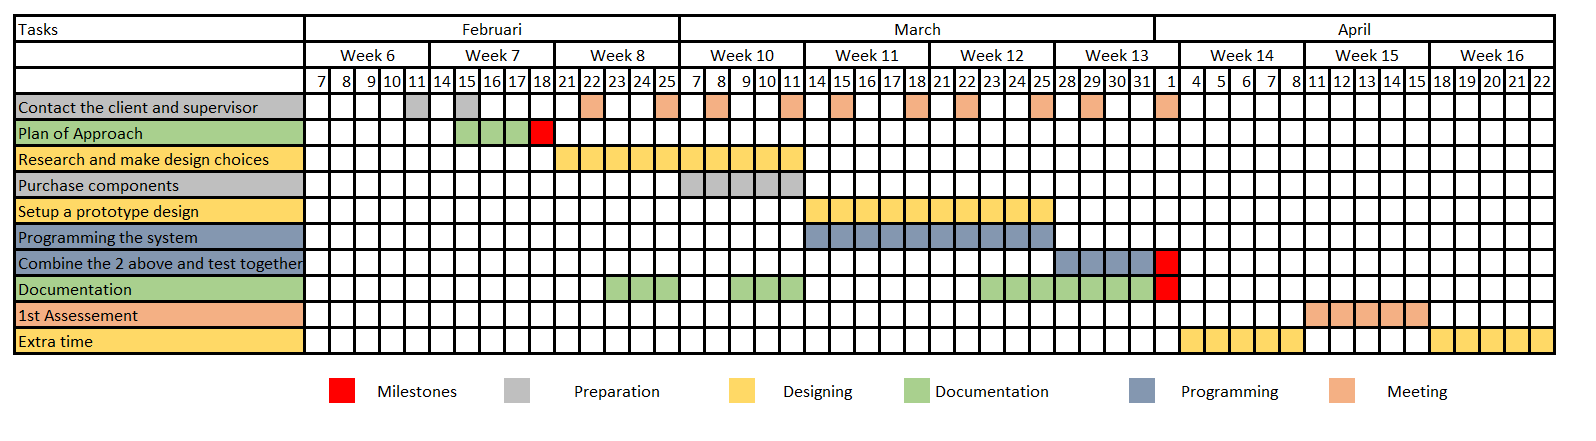 Tasks Februari March April
Week 6 Week 7 Week 8 Week 10 Week 11 Week 12 Week 13 Week 14 Week 15 Week 16
7 8 9 10 11 14 15 16 17 18 21 22 23 24 25 7 8 9 10 11 14 15 16 17 18 21 22 23 24 25 28 29 30 31 1 4 5 6 7 8 11 12 13 14 15 18 19 20 21 22
Contact the client and supervisor
Plan of Approach
Research and make design choices
Purchase components
Setup a prototype design
Programming the system
Combine the 2 above and test together
Documentation
1st Assessement
Extra time
Milestones Preparation Designing Documentation Programming Meeting